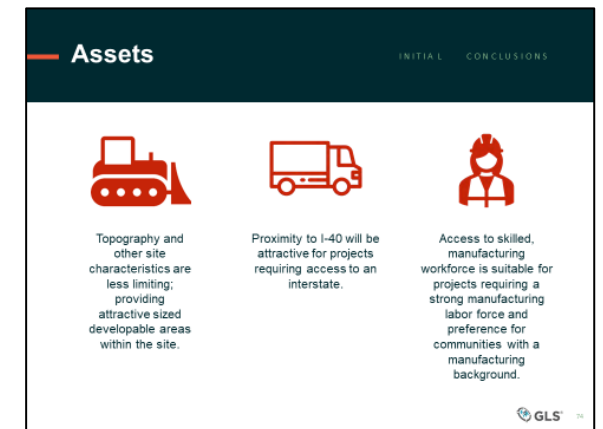 Assets
INITIAL CONCLUSIONS
Topography and
other site
characteristics are
less limiting;
providing
attractive sized
developable areas
within the site.
Proximity to I-40 will be
attractive for projects
requiring access to an
interstate.
Access to skilled,
manufacturing
workforce is suitable for
projects requiring a
strong manufacturing
labor force and
preference for
communities with a
manufacturing
background.
GLS
74